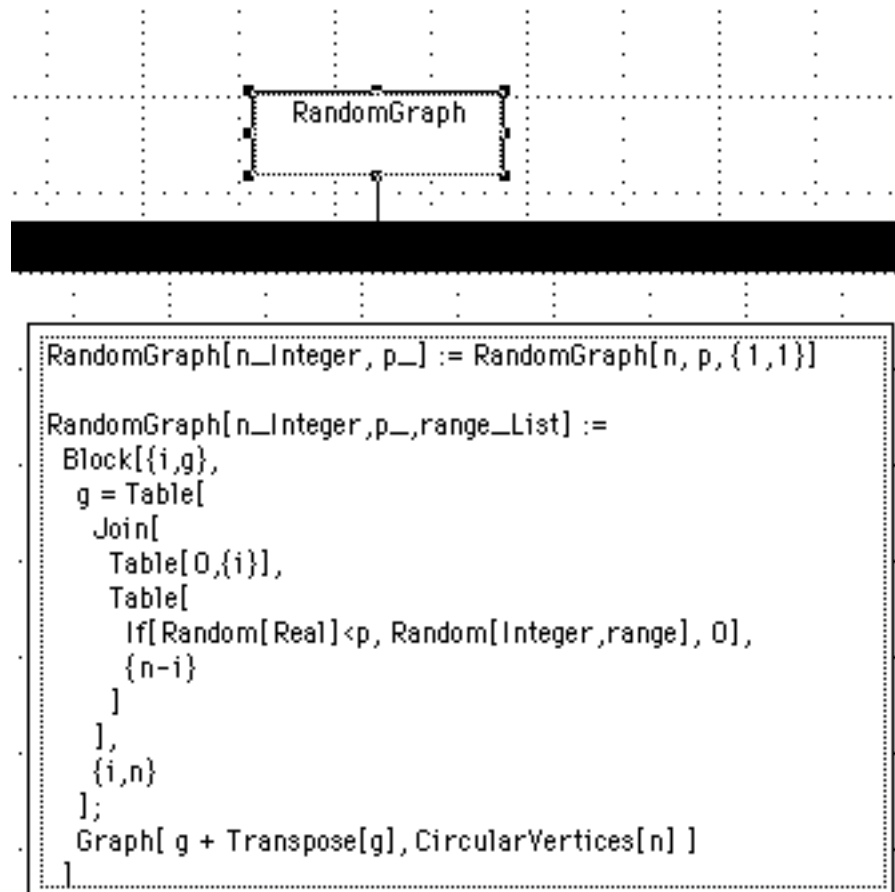 RandomGraph
RandomGraph[n_Integer, p_] := RandomGraph[n, p, {1,1}]
RandomGraph[n_Integer,p_,range_List] :=
Block[{i,g},
g = Table[
Join[
Table[0,{i}],
Table[
If[Random[Real]<p, Random[Integer,range], 0],
{n-i}
]
],
{i,n}
];
Graph[ g + Transpose[g], CircularVertices[n] ]
]